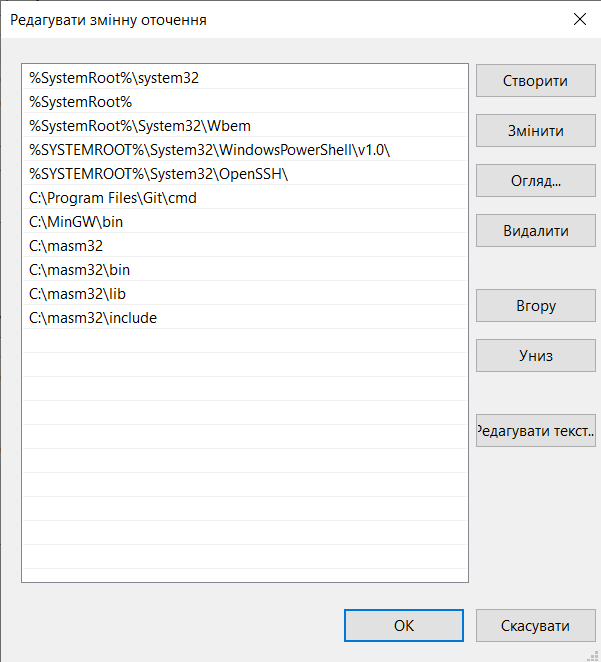 Редагувати змінну оточення
%SystemRoot%\system32
%SystemRoot%
%SystemRoot%\System32\Wbem
%SYSTEMROOT%\System32\WindowsPowerShell\v1.0\
%SYSTEMROOT%\System32\OpenSSH\
C:\Program Files\Git\cmd
C:\MinGW\bin
C:\masm32
C:\masm32\bin
C:\masm32\lib
C:\masm32\include
Створити
Змінити
Огляд...
Видалити
Вгору
Униз
Редагувати текст..
ОК
Скасувати